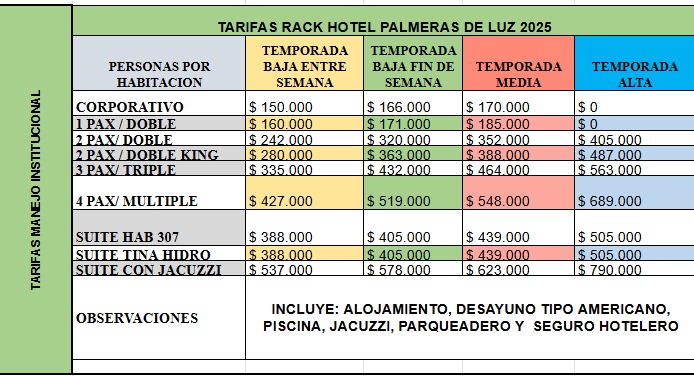 TARIFAS MANEJO INSTITUCIONAL
TARIFAS RACK HOTEL PALMERAS DE LUZ 2025
PERSONAS POR
HABITACION
TEMPORADA
BAJA ENTRE
SEMANA
TEMPORADA
BAJA FIN DE
SEMANA
TEMPORADA
MEDIA
TEMPORADA
ALTA
CORPORATIVO $ 150.000 $ 166.000 $ 170.000 $ 0
1 PAX / DOBLE $ 160.000 $ 171.000 $ 185.000 $ 0
2 PAX/ DOBLE $ 242.000 $ 320.000 $ 352.000 $ 405.000
2 PAX / DOBLE KING $ 280.000 $ 363.000 $ 388.000 $ 487.000
3 PAX/ TRIPLE $ 335.000 $ 432.000 $ 464.000 $ 563.000
4 PAX/ MULTIPLE $ 427.000 $ 519.000 $ 548.000 $ 689.000
SUITE HAB 307 $ 388.000 $ 405.000 $ 439.000 $ 505.000
SUITE TINA HIDRO $ 388.000 $ 405.000 $ 439.000 $ 505.000
SUITE CON JACUZZI $ 537.000 $ 578.000 $ 623.000 $ 790.000
OBSERVACIONES
INCLUYE: ALOJAMIENTO, DESAYUNO TIPO AMERICANO,
PISCINA, JACUZZI, PARQUEADERO Y SEGURO HOTELERO